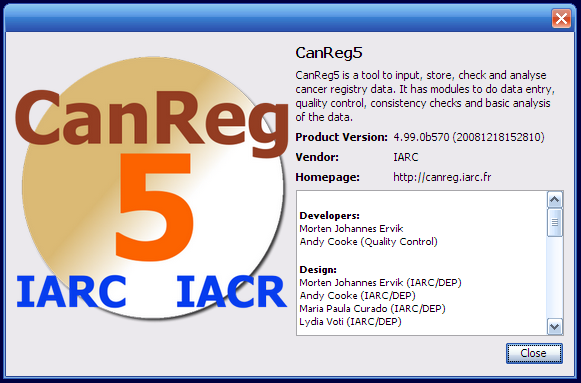 CanReg
5
IARC IACR
CanReg5
CanReg5 is a tool to input, store, check and analyse
cancer registry data. It has modules to do data entry,
quality control, consistency checks and basic analysis
of the data.
Product Version: 4.99.0b570 (20081218152810)
Vendor: IARC
Homepage: http://canreg.iarc.fr
Developers:
Morten Johannes Ervik
Andy Cooke (Quality Control)
Design:
Morten Johannes Ervik (IARC/DEP)
Andy Cooke (IARC/DEP)
Maria Paula Curado (IARC/DEP)
Lydia Voti (IARC/DEP)
Close